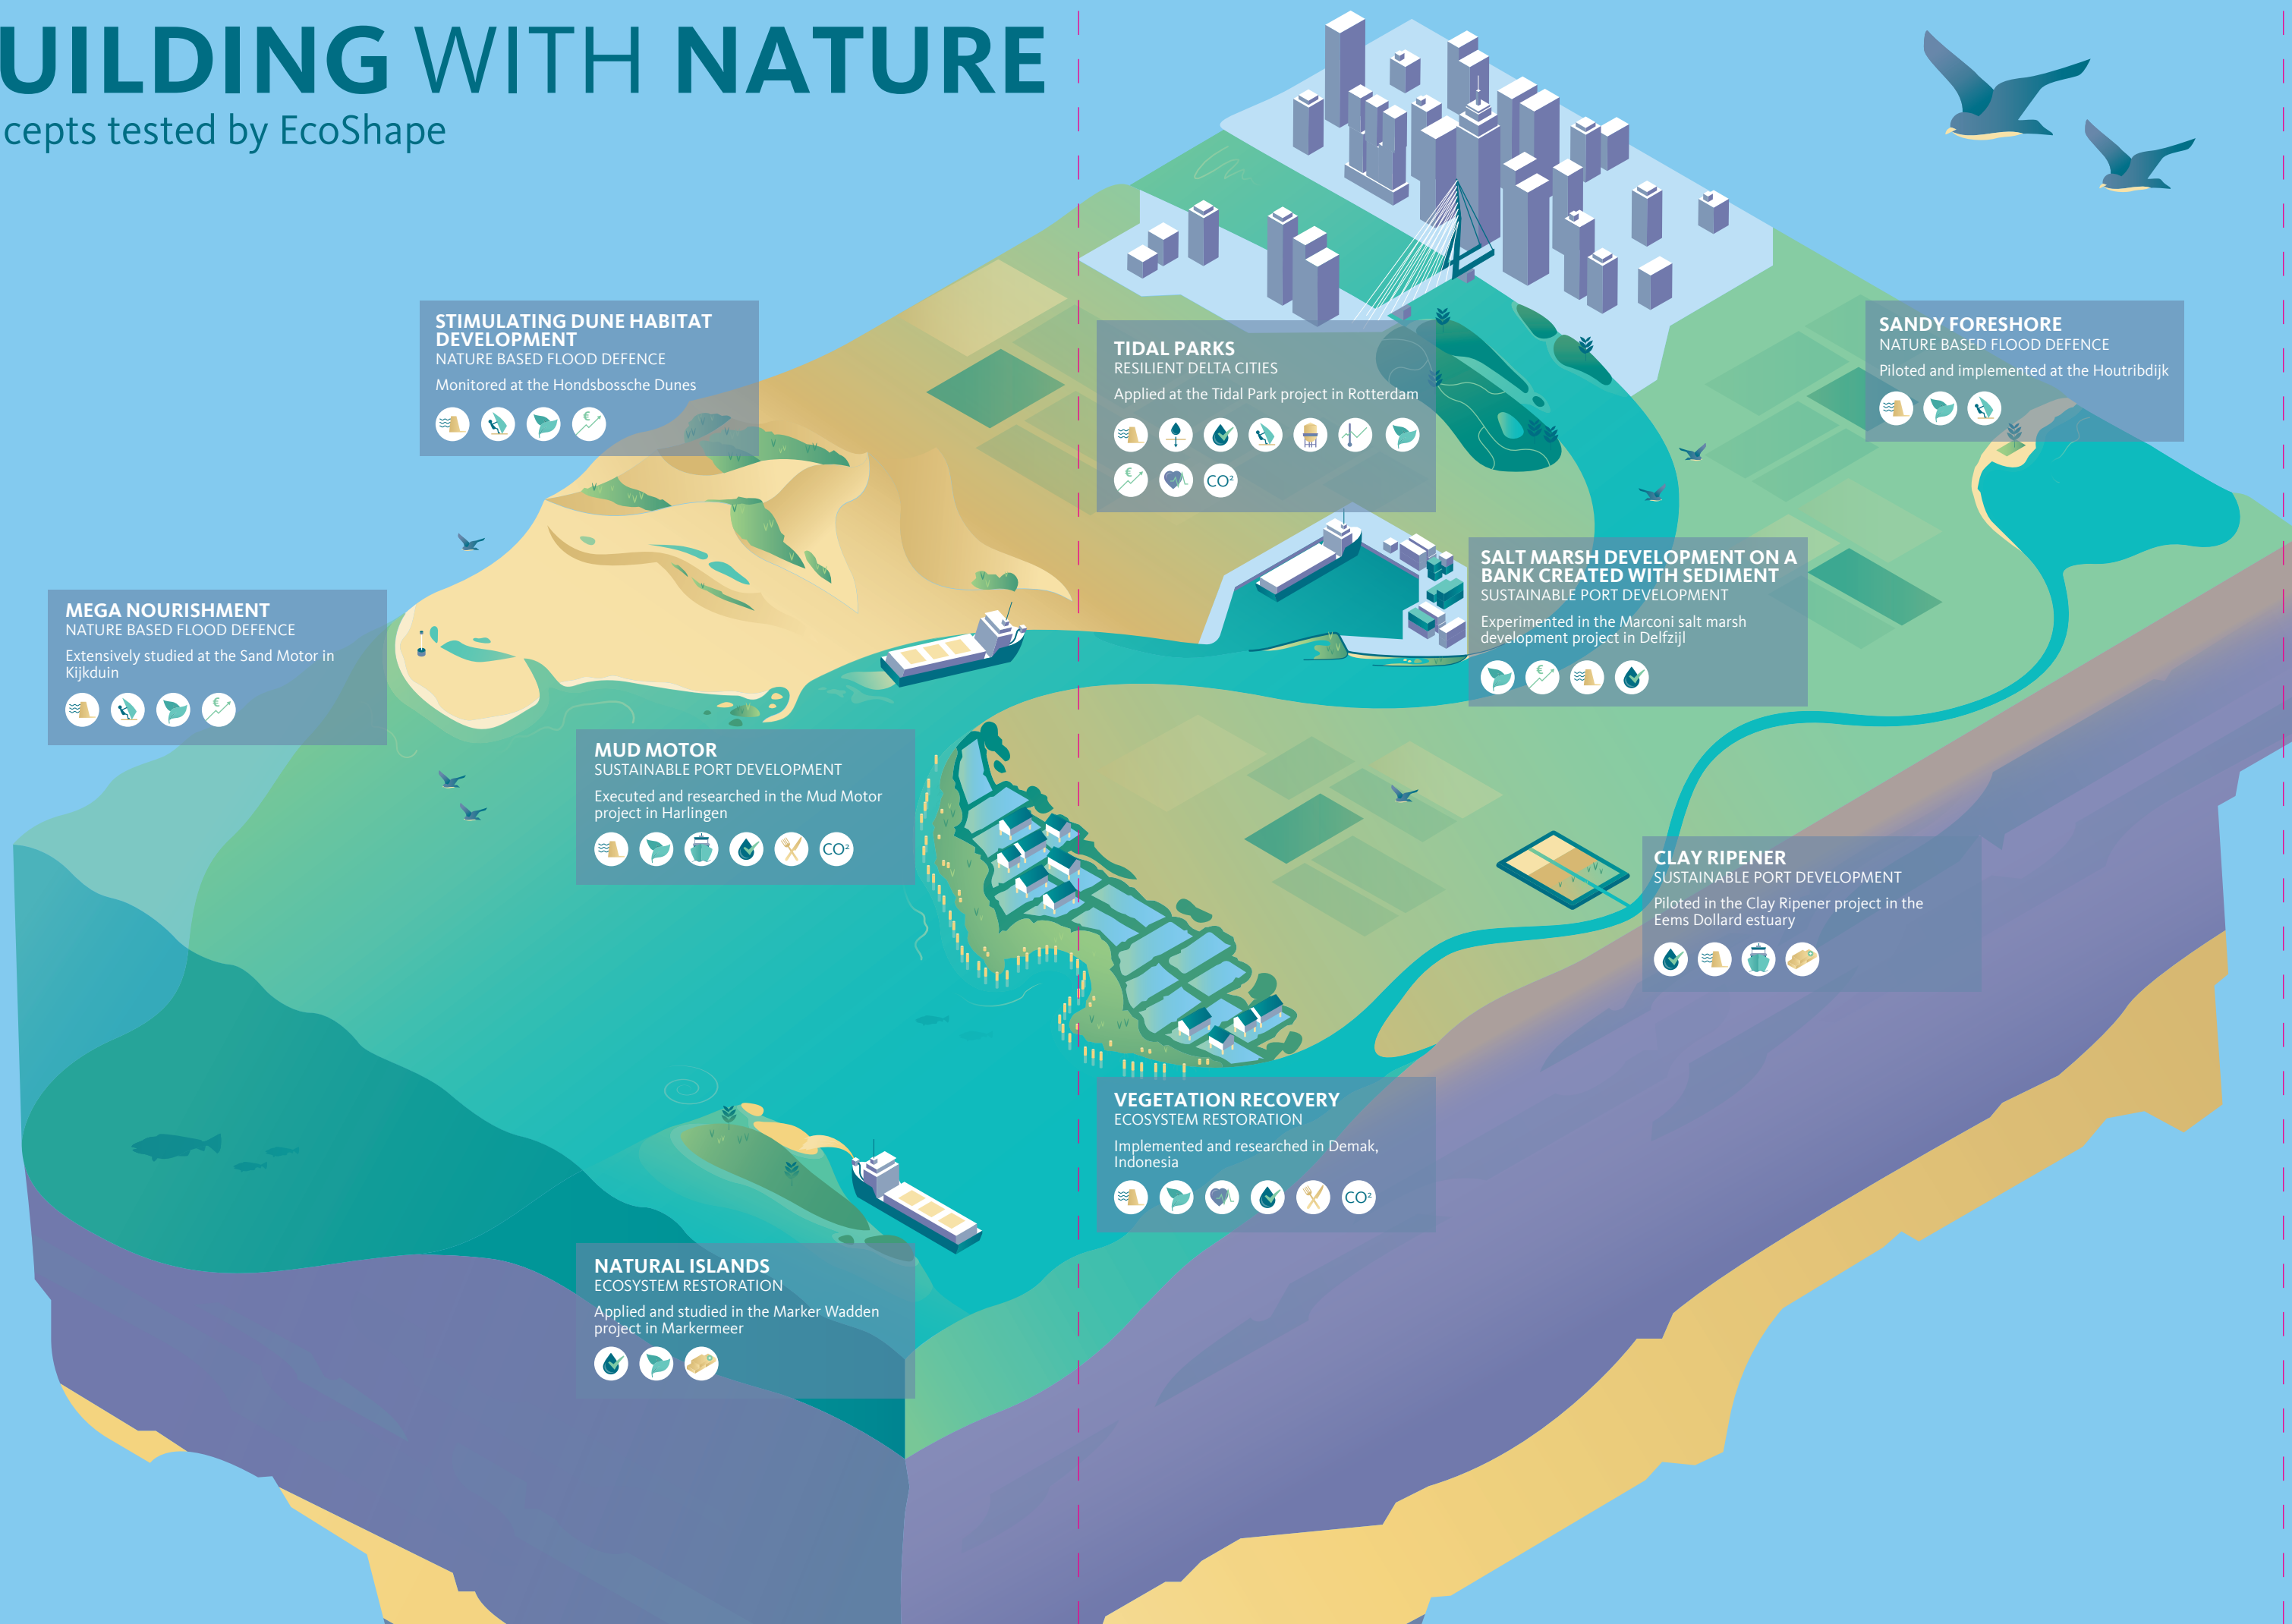 UILDING WITH NATURE
cepts tested by EcoShape
STIMULATING DUNE HABITAT
DEVELOPMENT
NATURE BASED FLOOD DEFENCE
Monitored at the Hondsbossche Dunes
€
TIDAL PARKS
RESILIENT DELTA CITIES
Applied at the Tidal Park project in Rotterdam
€
CO²
SANDY FORESHORE
NATURE BASED FLOOD DEFENCE
Piloted and implemented at the Houtribdijk
MEGA NOURISHMENT
NATURE BASED FLOOD DEFENCE
Extensively studied at the Sand Motor in
Kijkduin
€
SALT MARSH DEVELOPMENT ON A
BANK CREATED WITH SEDIMENT
SUSTAINABLE PORT DEVELOPMENT
Experimented in the Marconi salt marsh
development project in Delfzijl
€
MUD MOTOR
SUSTAINABLE PORT DEVELOPMENT
Executed and researched in the Mud Motor
project in Harlingen
CO²
CLAY RIPENER
SUSTAINABLE PORT DEVELOPMENT
Piloted in the Clay Ripener project in the
Eems Dollard estuary
VEGETATION RECOVERY
ECOSYSTEM RESTORATION
Implemented and researched in Demak,
Indonesia
CO²
NATURAL ISLANDS
ECOSYSTEM RESTORATION
Applied and studied in the Marker Wadden
project in Markermeer